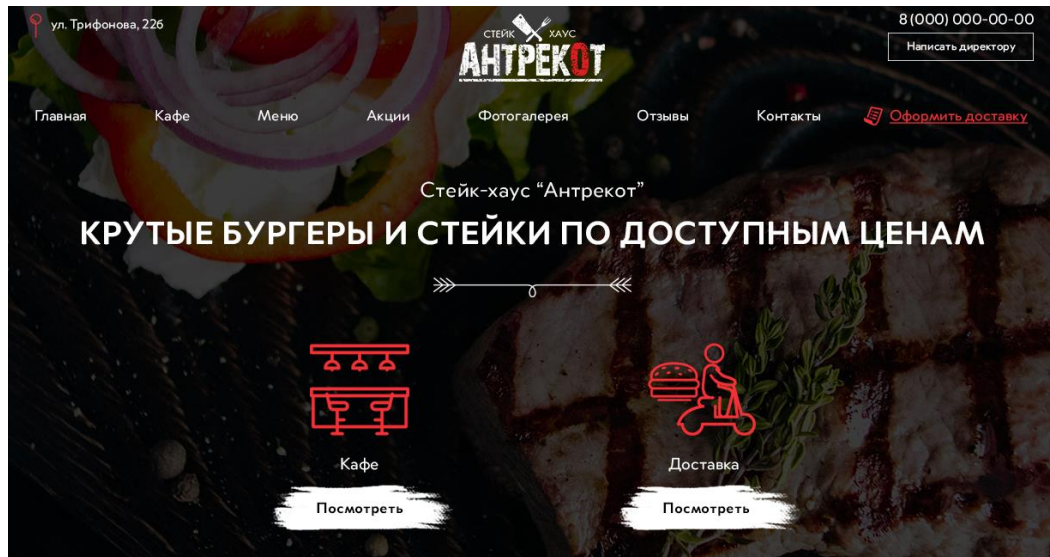 ул. Трифонова, 22б
СТЕЙК ХАУС
АНТРЕКОТ
8 (000) 000-00-00
Написать директору
Главная
Кафе
Меню
Акции
Фотогалерея
Отзывы
Контакты
Оформить доставку
Стейк-хаус “Антрекот”
КРУТЫЕ БУРГЕРЫ И СТЕЙКИ ПО ДОСТУПНЫМ ЦЕНАМ
Кафе
Посмотреть
Доставка
Посмотреть